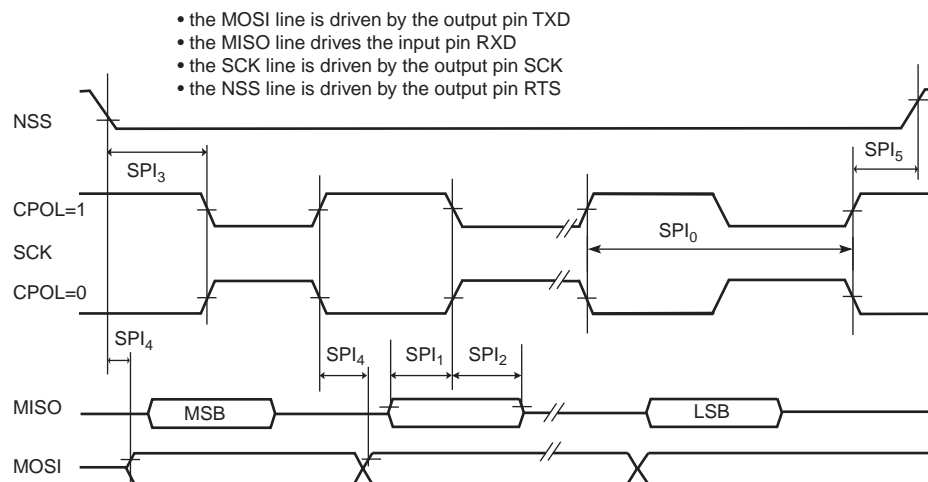 • the MOSI line is driven by the output pin TXD
• the MISO line drives the input pin RXD
• the SCK line is driven by the output pin SCK
• the NSS line is driven by the output pin RTS
NSS
SPI₃
SPI₅
CPOL=1
SCK
SPI₀
CPOL=0
SPI₄
SPI₄
SPI₁
SPI₂
MISO
MSB
LSB
MOSI